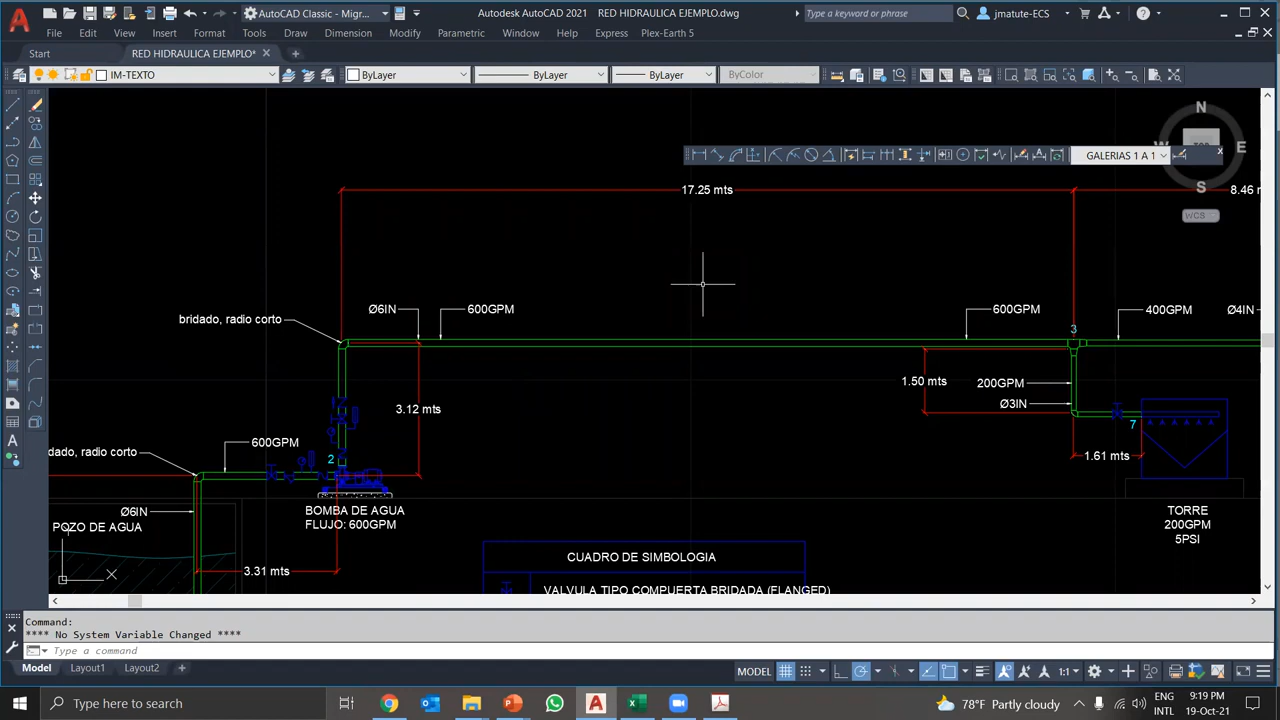 AutoCAD Classic - Migr... Autodesk AutoCAD 2021 RED HIDRAULICA EJEMPLO.dwg Type a keyword or phrase jmatute-ECS
File Edit View Insert Format Tools Draw Dimension Modify Parametric Window Help Express Plex-Earth 5
Start RED HIDRAULICA EJEMPLO*
IM-TEXTO ByLayer ByLayer ByLayer ByColor
N
E
S
WCS
GALERIAS 1 A 1
17.25 mts
8.46
Ø6IN
600GPM
600GPM
400GPM
Ø4IN
bridado, radio corto
3
1.50 mts
200GPM
Ø3IN
3.12 mts
7
600GPM
dado, radio corto
2
1.61 mts
Ø6IN
POZO DE AGUA
BOMBA DE AGUA
FLUJO: 600GPM
TORRE
200GPM
5PSI
3.31 mts
CUADRO DE SIMBOLOGIA
VALVULA TIPO COMPUERTA BRIDADA (FLANGED)
Command:
**** No System Variable Changed ****
Type a command
Model Layout1 Layout2
MODEL 1:1
Type here to search
78°F Partly cloudy
ENG
INTL
9:19 PM
19-Oct-21